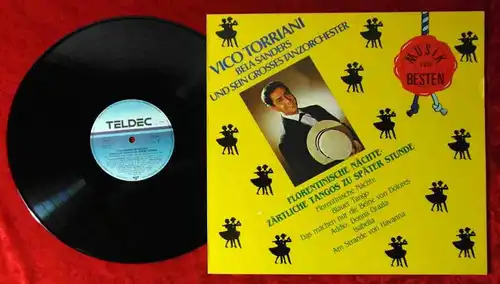 TELDEC
VICO TORRIANI
BELA SANDERS
UND SEIN GROSSES TANZORCHESTER
MUSIK
VOM
BESTEN
FLORENTINISCHE NÄCHTE-
ZÄRTLICHE TANGOS ZU SPÄTER STUNDE
Florentinische Nächte
Blauer Tango
Das machen nur die Beine von Dolores
Addio, Donna Grazia
Isabella
Am Strande von Havanna